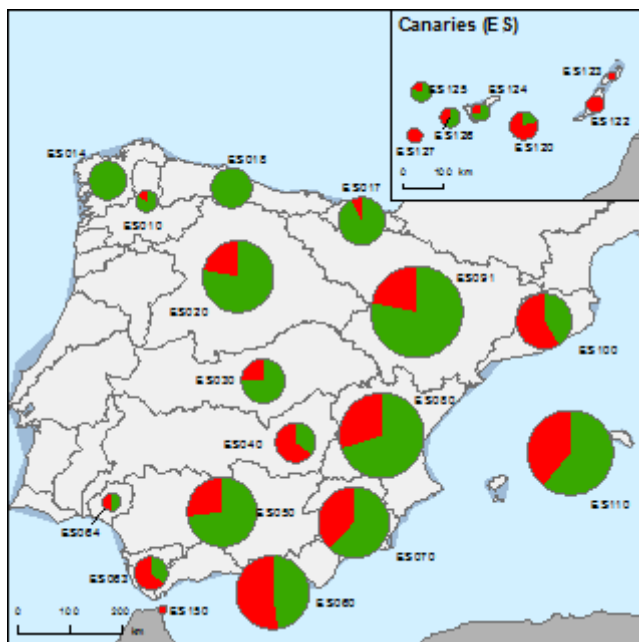 Canaries (ES)
ES123
ES125
ES124
ES122
ES126
ES127
ES120
0 100 km
ES014
ES018
ES017
ES010
ES091
ES020
ES100
ES030
ES080
ES040
ES110
ES050
ES064
ES070
ES063
ES060
ES150
0 100 200
km